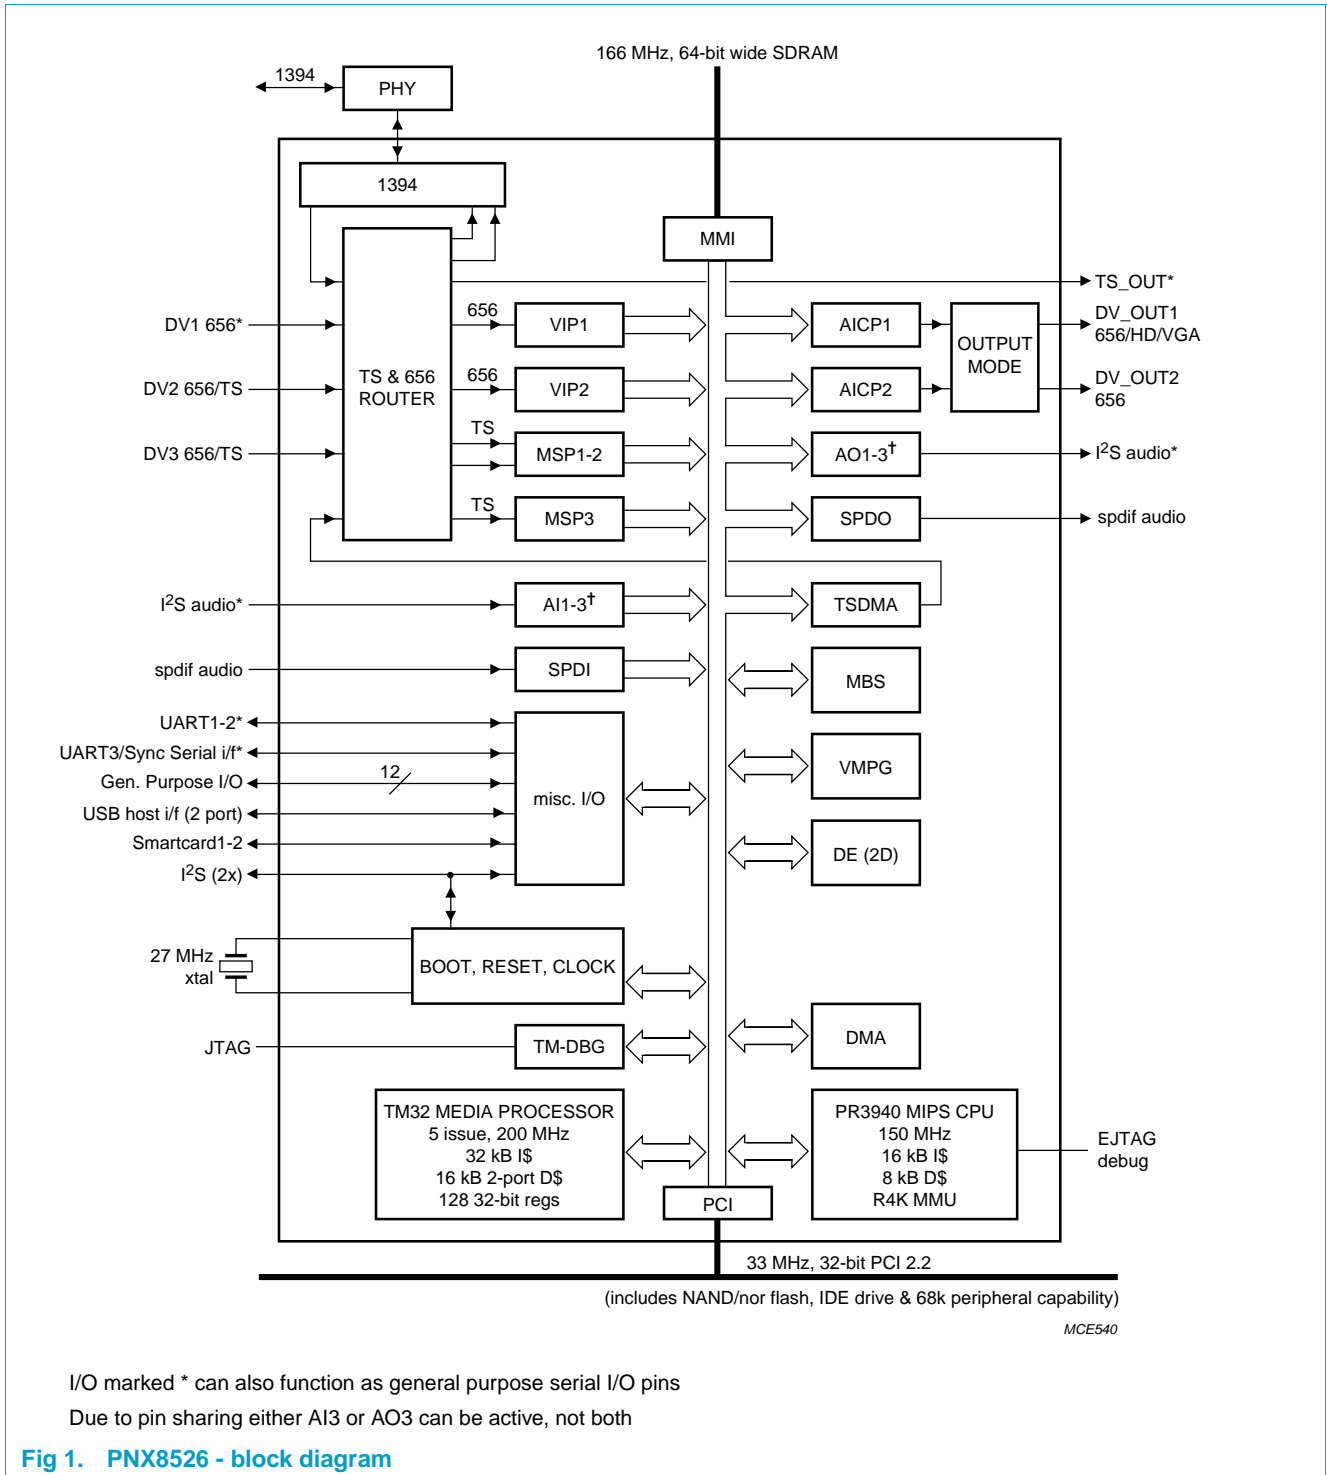 166 MHz, 64-bit wide SDRAM
1394
PHY
1394
MMI
TS_OUT*
DV1 656*
656
VIP1
AICP1
DV_OUT1
656/HD/VGA
OUTPUT
MODE
TS & 656
ROUTER
DV2 656/TS
656
VIP2
AICP2
DV_OUT2
656
DV3 656/TS
TS
MSP1-2
AO1-3†
I2S audio*
TS
MSP3
SPDO
spdif audio
I2S audio*
AI1-3†
TSDMA
spdif audio
SPDI
MBS
UART1-2*
UART3/Sync Serial i/f*
Gen. Purpose I/O
12
USB host i/f (2 port)
Smartcard1-2
I2S (2x)
misc. I/O
VMPG
DE (2D)
27 MHz
xtal
BOOT, RESET, CLOCK
JTAG
TM-DBG
DMA
TM32 MEDIA PROCESSOR
5 issue, 200 MHz
32 kB I$
16 kB 2-port D$
128 32-bit regs
PR3940 MIPS CPU
150 MHz
16 kB I$
8 kB D$
R4K MMU
EJTAG
debug
PCI
33 MHz, 32-bit PCI 2.2
(includes NAND/nor flash, IDE drive & 68k peripheral capability)
MCE540
I/O marked * can also function as general purpose serial I/O pins
Due to pin sharing either AI3 or AO3 can be active, not both
Fig 1. PNX8526 - block diagram